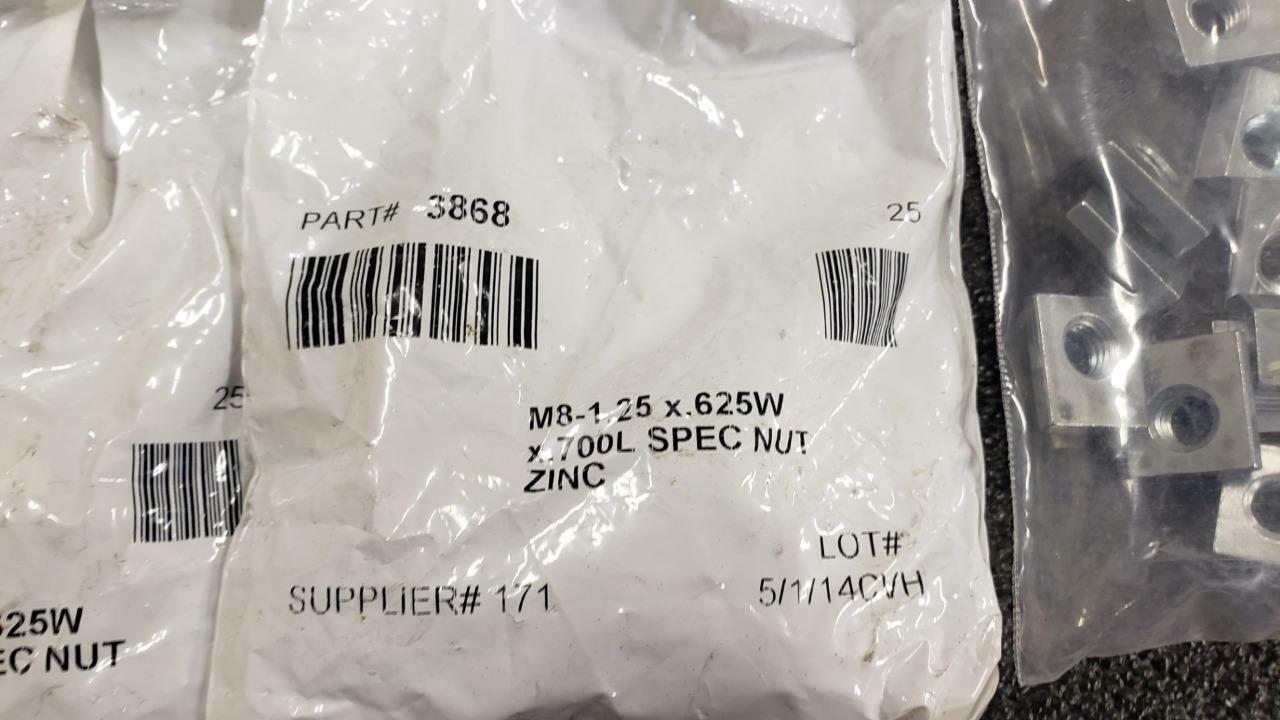 PART# 3868
25
M8-1.25 x.625W
x.700L SPEC NUT
ZINC
LOT#
5/1/14CVH
SUPPLIER# 171
25
625W
EC NUT